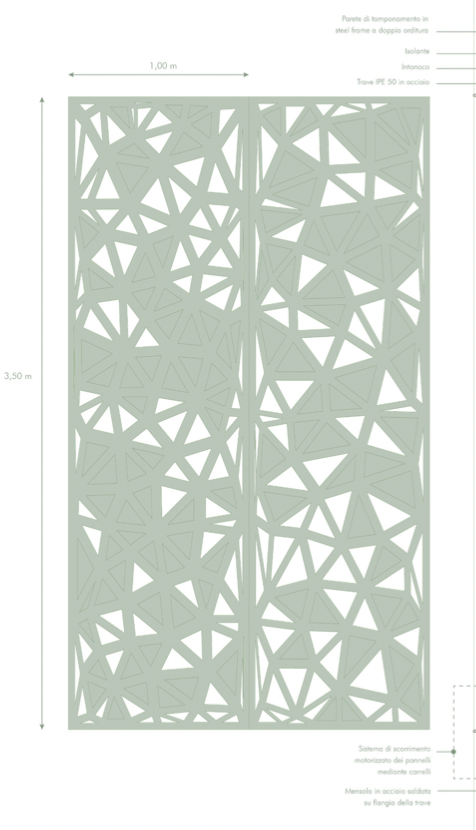 Parete di tamponamento in
steel frame a doppia orditura
Isolante
Intonaco
Trave IPE 50 in acciaio
1,00 m
3,50 m
Sistema di scorrimento
motorizzato dei pannelli
mediante carrelli
Mensola in acciaio saldata
su flangia della trave